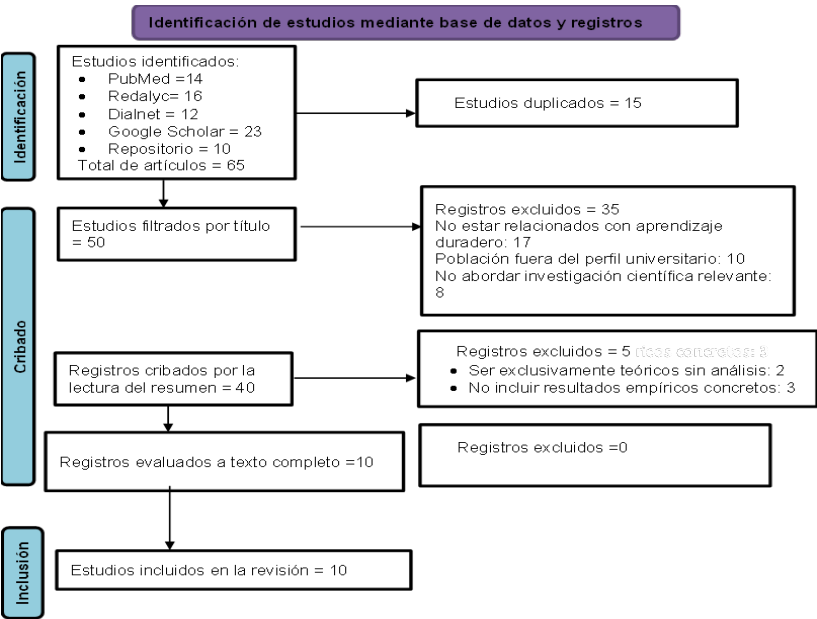 Identificación de estudios mediante base de datos y registros
Identificación
Estudios identificados:
• PubMed =14
• Redalyc= 16
• Dialnet = 12
• Google Scholar = 23
• Repositorio = 10
Total de artículos = 65
Estudios duplicados = 15
Cribado
Estudios filtrados por título
= 50
Registros excluidos = 35
No estar relacionados con aprendizaje
duradero: 17
Población fuera del perfil universitario: 10
No abordar investigación científica relevante:
8
Registros cribados por la
lectura del resumen = 40
Registros excluidos = 5
• Ser exclusivamente teóricos sin análisis: 2
• No incluir resultados empíricos concretos: 3
Registros evaluados a texto completo =10
Registros excluidos =0
Inclusión
Estudios incluidos en la revisión = 10